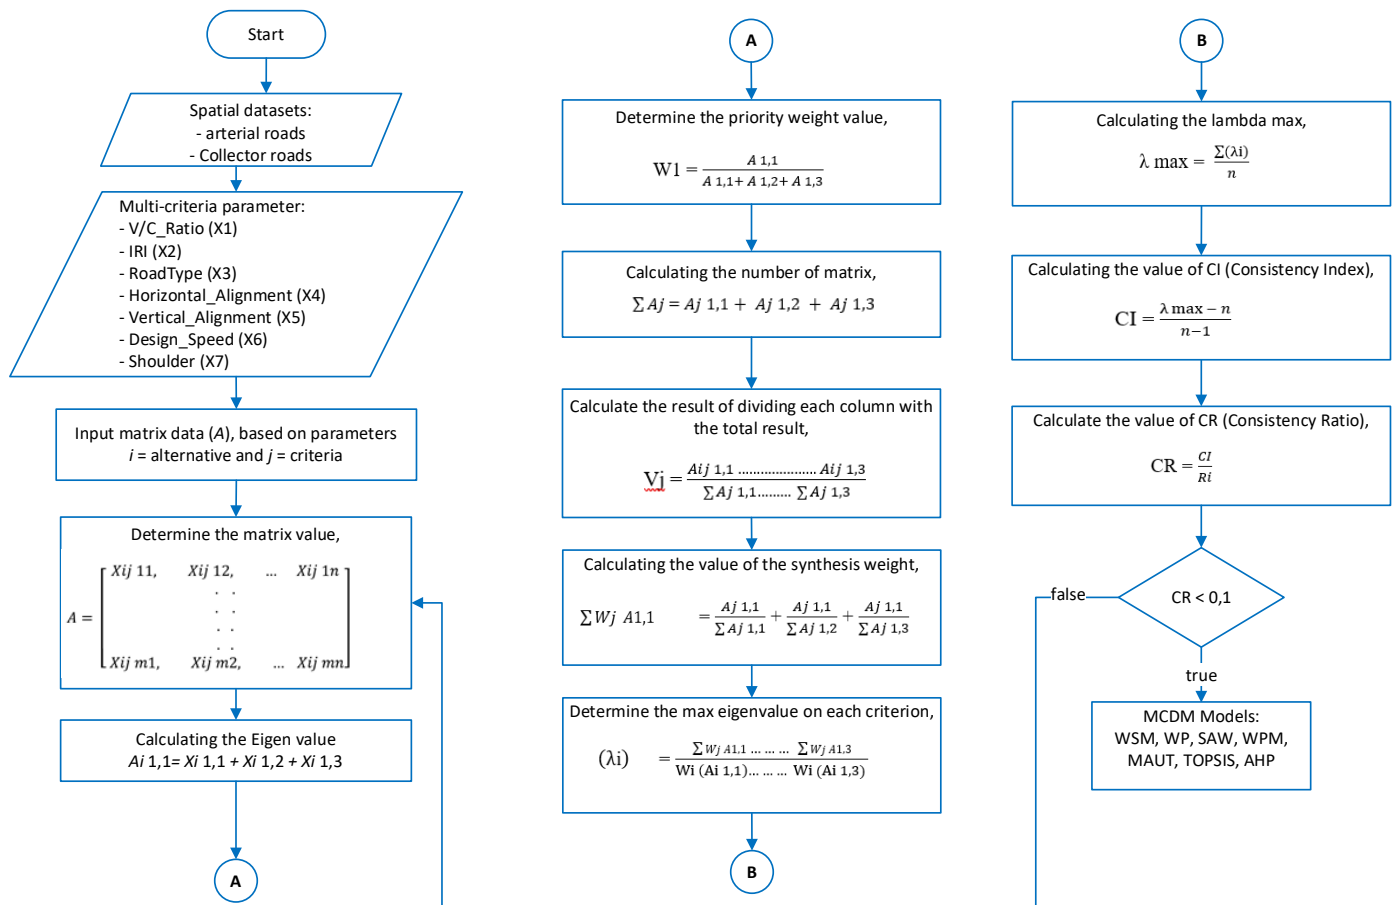 Start
Spatial datasets:
- arterial roads
- Collector roads
Multi-criteria parameter:
- V/C_Ratio (X1)
- IRI (X2)
- RoadType (X3)
- Horizontal_Alignment (X4)
- Vertical_Alignment (X5)
- Design_Speed (X6)
- Shoulder (X7)
Input matrix data (A), based on parameters
i = alternative and j = criteria
Determine the matrix value,
Xij 11, Xij 12, ... Xij 1n
A =
Xij m1, Xij m2, ... Xij mn
Calculating the Eigen value
Ai 1,1= Xi 1,1 + Xi 1,2 + Xi 1,3
A
A
Determine the priority weight value,
W1 = A 1,1 / A 1,1+ A 1,2+ A 1,3
Calculating the number of matrix,
∑ Aj = Aj 1,1 + Aj 1,2 + Aj 1,3
Calculate the result of dividing each column with
the total result,
Vj = Aij 1,1 ..................... Aij 1,3 / ∑ Aj 1,1......... ∑ Aj 1,3
Calculating the value of the synthesis weight,
∑ Wj A1,1 = Aj 1,1 / ∑ Aj 1,1 + Aj 1,1 / ∑ Aj 1,2 + Aj 1,1 / ∑ Aj 1,3
Determine the max eigenvalue on each criterion,
(λi) = ∑ Wj A1,1 ... ... ... ∑ Wj A1,3 / Wi (Ai 1,1)... ... ... Wi (Ai 1,3)
B
B
Calculating the lambda max,
λ max = ∑(λi) / n
Calculating the value of CI (Consistency Index),
CI = λ max − n / n−1
Calculate the value of CR (Consistency Ratio),
CR = CI / Ri
CR < 0,1
false
true
MCDM Models:
WSM, WP, SAW, WPM,
MAUT, TOPSIS, AHP